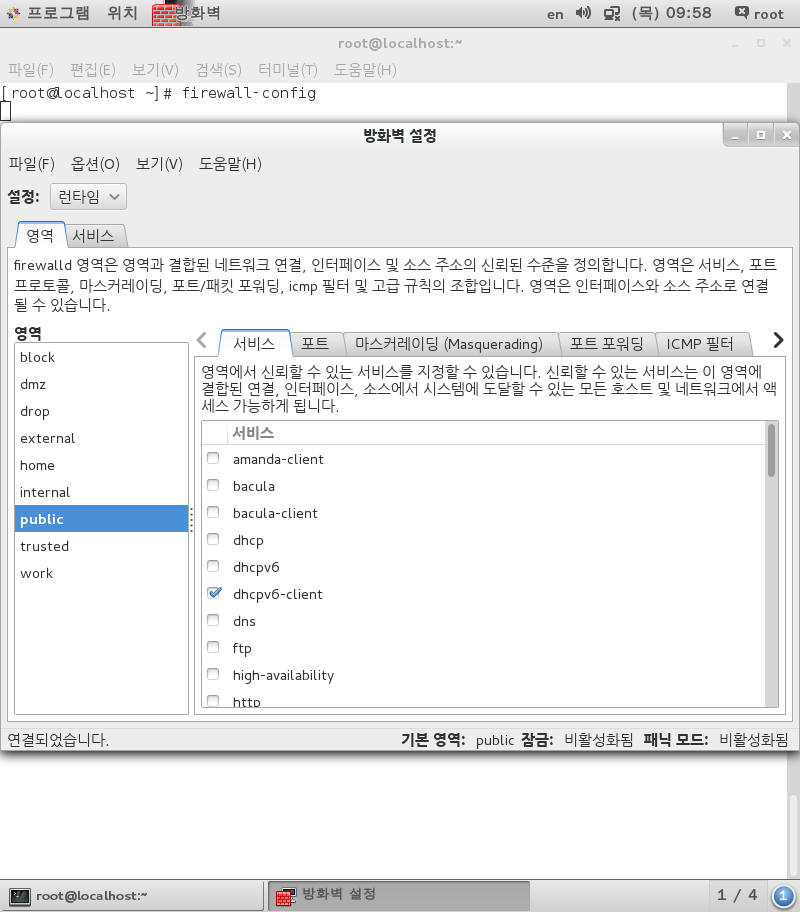 프로그램 위치 방화벽 en (목) 09:58 root
root@localhost:~
파일(F) 편집(E) 보기(V) 검색(S) 터미널(T) 도움말(H)
[root@localhost ~]# firewall-config
방화벽 설정
파일(F) 옵션(O) 보기(V) 도움말(H)
설정: 런타임
영역 서비스
firewalld 영역은 영역과 결합된 네트워크 연결, 인터페이스 및 소스 주소의 신뢰된 수준을 정의합니다. 영역은 서비스, 포트
프로토콜, 마스커레이딩, 포트/패킷 포워딩, icmp 필터 및 고급 규칙의 조합입니다. 영역은 인터페이스와 소스 주소로 연결
될 수 있습니다.
영역
block
dmz
drop
external
home
internal
public
trusted
work
서비스 포트 마스커레이딩 (Masquerading) 포트 포워딩 ICMP 필터
영역에서 신뢰할 수 있는 서비스를 지정할 수 있습니다. 신뢰할 수 있는 서비스는 이 영역에
결합된 연결, 인터페이스, 소스에서 시스템에 도달할 수 있는 모든 호스트 및 네트워크에서 액
세스 가능하게 됩니다.
서비스
amanda-client
bacula
bacula-client
dhcp
dhcpv6
dhcpv6-client
dns
ftp
high-availability
http
연결되었습니다. 기본 영역: public 잠금: 비활성화됨 패닉 모드: 비활성화됨
root@localhost:~ 방화벽 설정 1 / 4 1